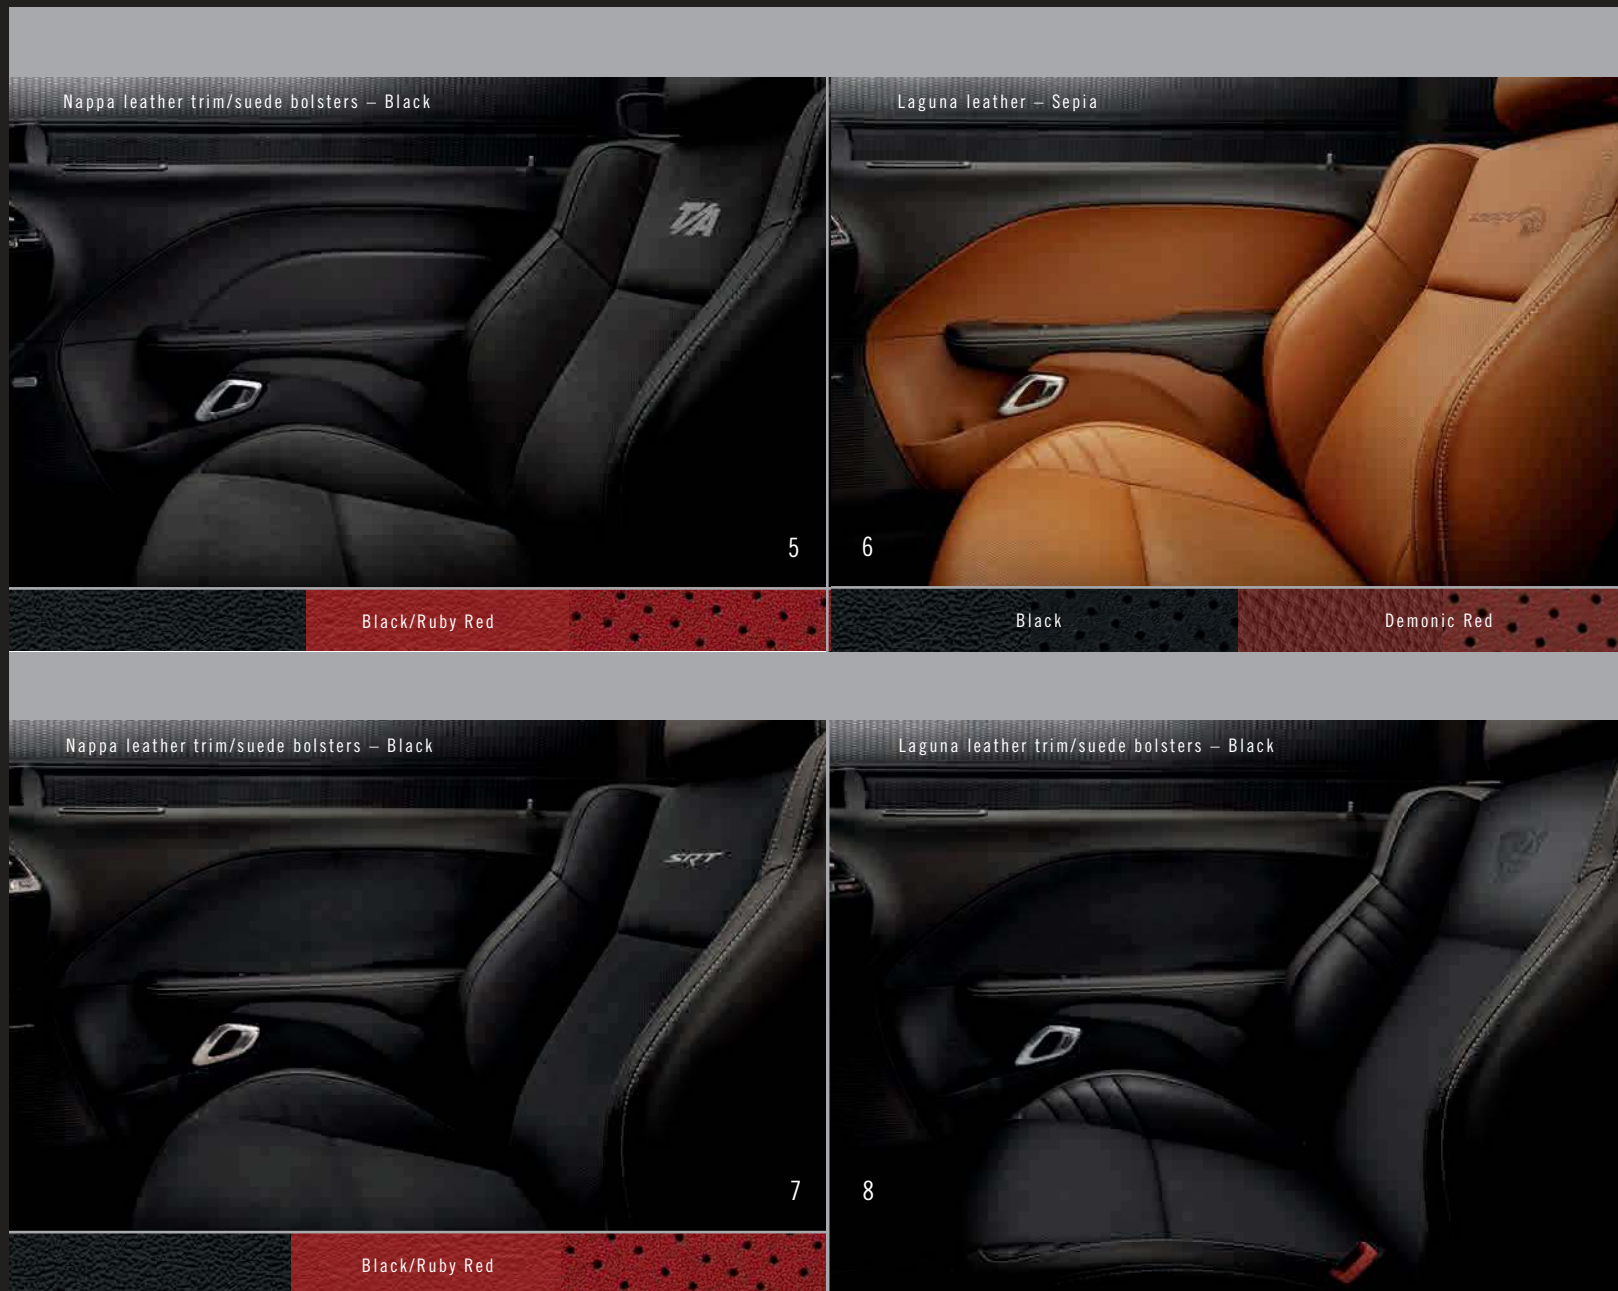 Nappa leather trim/suede bolsters – Black
Laguna leather – Sepia
T/A
5
6
Black/Ruby Red
Black
Demonic Red
Nappa leather trim/suede bolsters – Black
Laguna leather trim/suede bolsters – Black
SRT
7
8
Black/Ruby Red